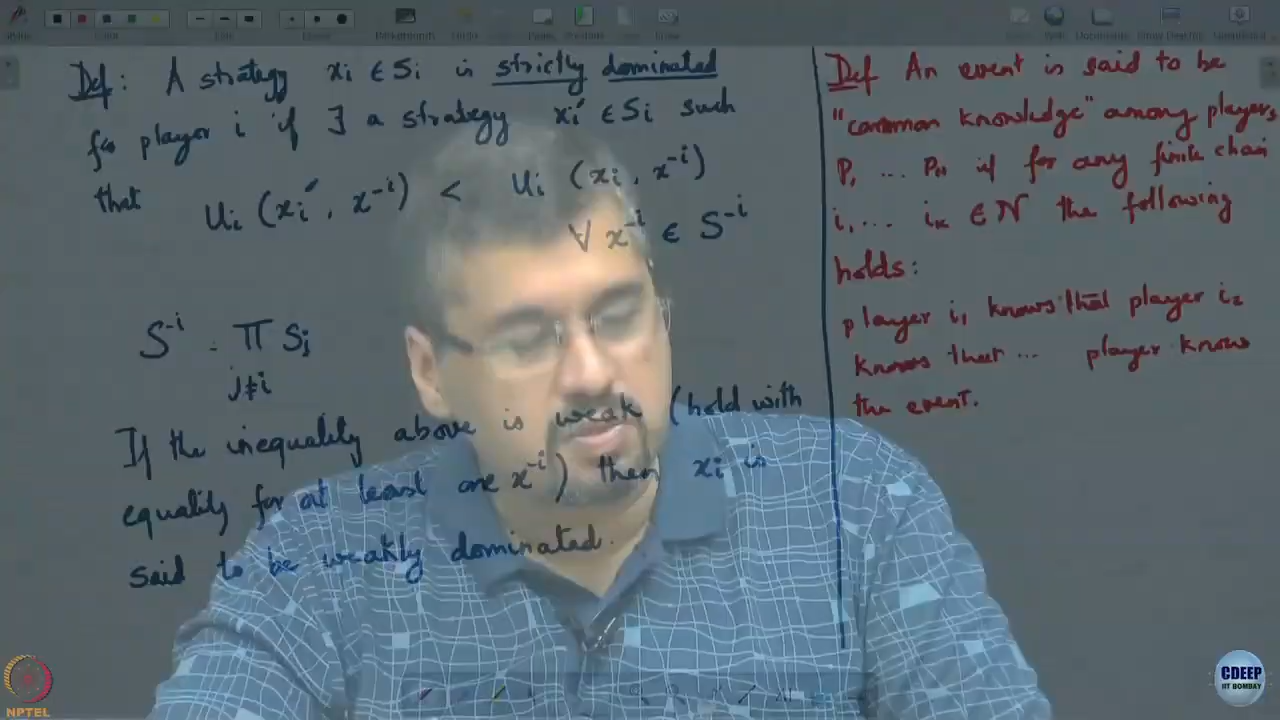 Def: A strategy xi ∈ Si is strictly dominated
for player i if ∃ a strategy xi′ ∈ Si such
that ui (xi′, x⁻ⁱ) < ui (xi, x⁻ⁱ)
∀ x⁻ⁱ ∈ S⁻ⁱ
S⁻ⁱ = Π Sj
j≠i
If the inequality above is weak (hold with
equality for at least one x⁻ⁱ) then xi is
said to be weakly dominated.
Def An event is said to be
"common knowledge" among players
P1 ... Pn if for any finite chain
i1 ... ik ∈ N the following
holds:
player i1 knows that player i2
knows that ... player knows
the event.
NPTEL
CDEEP
IIT BOMBAY